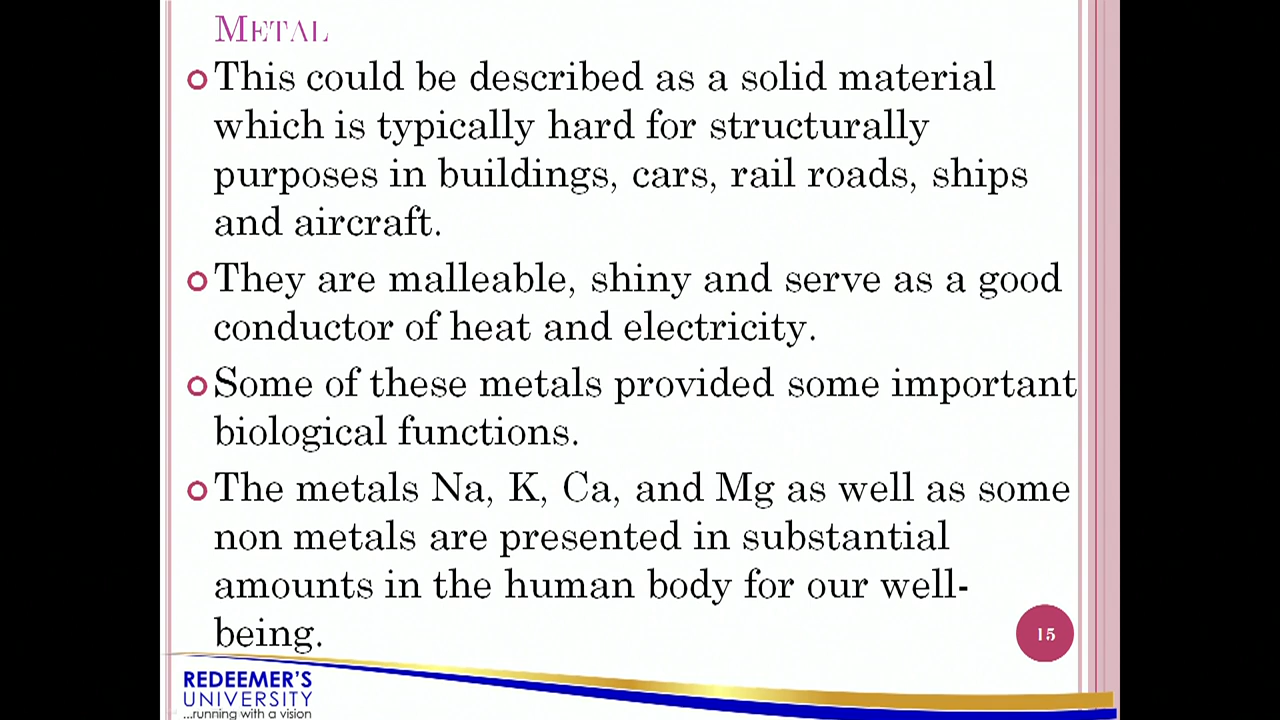 METAL
This could be described as a solid material
which is typically hard for structurally
purposes in buildings, cars, rail roads, ships
and aircraft.
They are malleable, shiny and serve as a good
conductor of heat and electricity.
Some of these metals provided some important
biological functions.
The metals Na, K, Ca, and Mg as well as some
non metals are presented in substantial
amounts in the human body for our well-
being.
15
REDEEMER'S
UNIVERSITY
...running with a vision